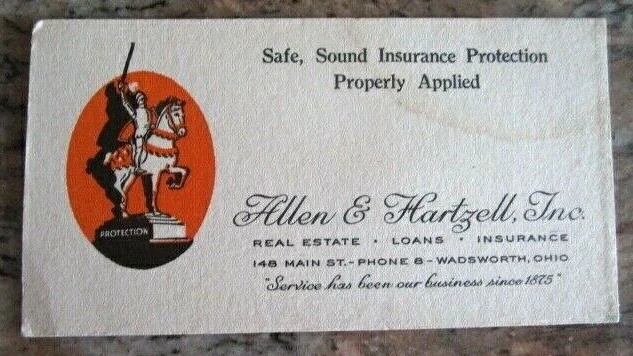 Safe, Sound Insurance Protection
Properly Applied
PROTECTION
Allen & Hartzell, Inc.
REAL ESTATE · LOANS · INSURANCE
148 MAIN ST.-PHONE 8-WADSWORTH, OHIO
"Service has been our business since 1875"